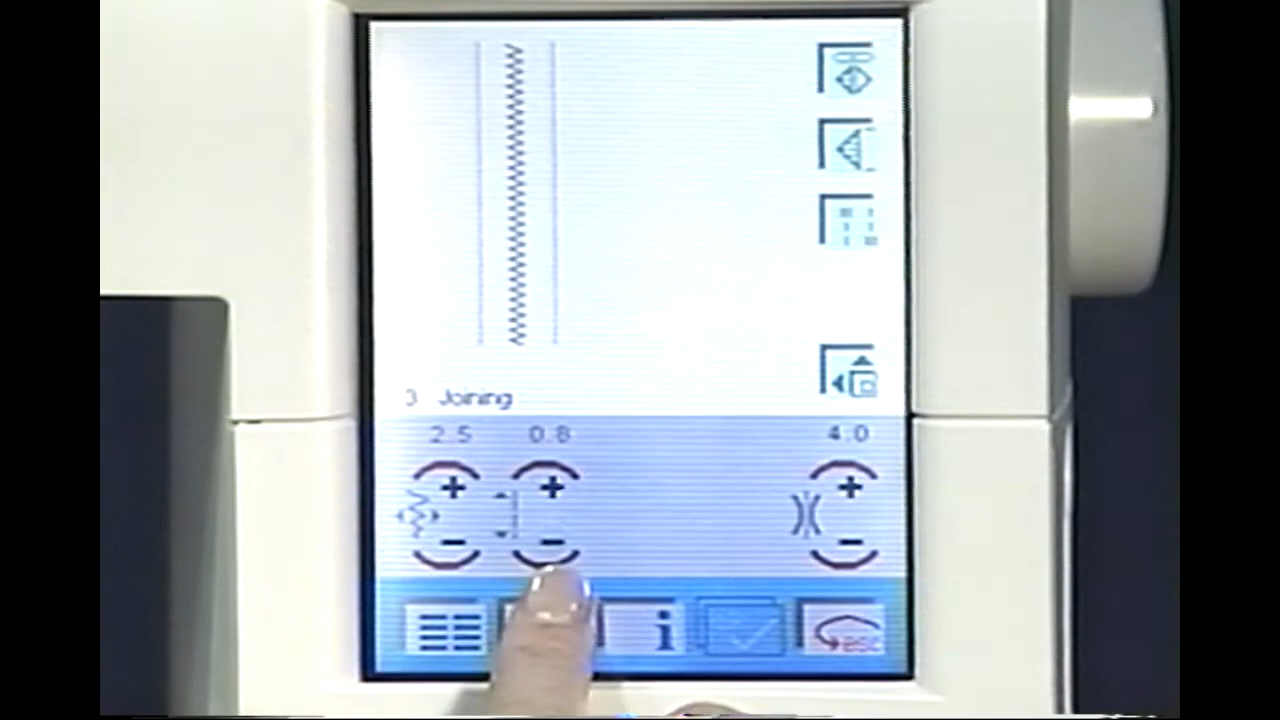 3 Joining
2.5 0.8 4.0
+ + +
- - -
i esc